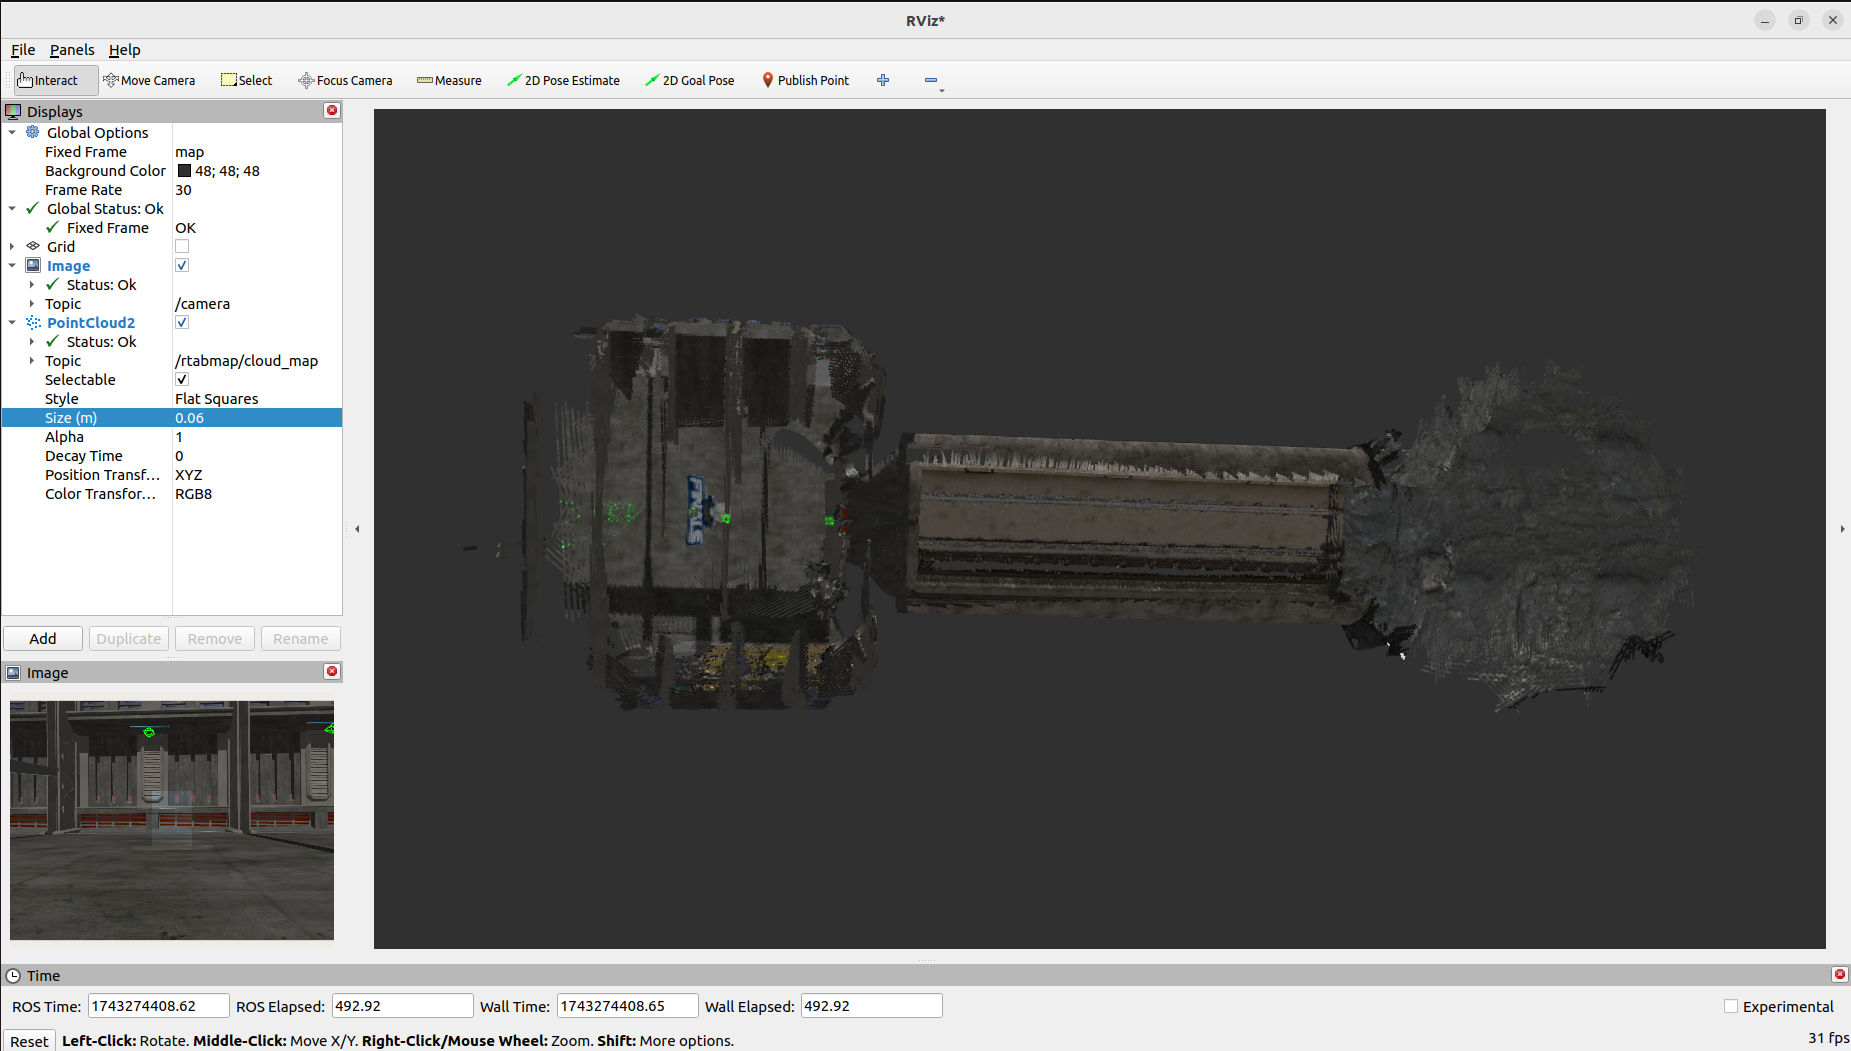 RViz*
File Panels Help
Interact Move Camera Select Focus Camera Measure 2D Pose Estimate 2D Goal Pose Publish Point
Displays
Global Options
Fixed Frame map
Background Color 48; 48; 48
Frame Rate 30
Global Status: Ok
Fixed Frame OK
Grid
Image
Status: Ok
Topic /camera
PointCloud2
Status: Ok
Topic /rtabmap/cloud_map
Selectable
Style Flat Squares
Size (m) 0.06
Alpha 1
Decay Time 0
Position Transf... XYZ
Color Transfor... RGB8
Add Duplicate Remove Rename
Image
Time
ROS Time: 1743274408.62 ROS Elapsed: 492.92 Wall Time: 1743274408.65 Wall Elapsed: 492.92 Experimental
Reset Left-Click: Rotate. Middle-Click: Move X/Y. Right-Click/Mouse Wheel: Zoom. Shift: More options. 31 fps